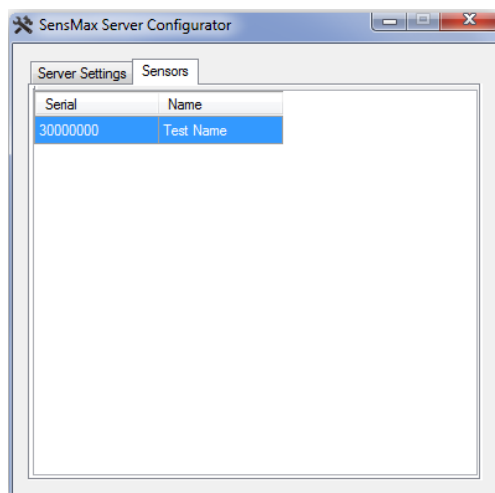 SensMax Server Configurator
Server Settings Sensors
Serial Name
30000000 Test Name